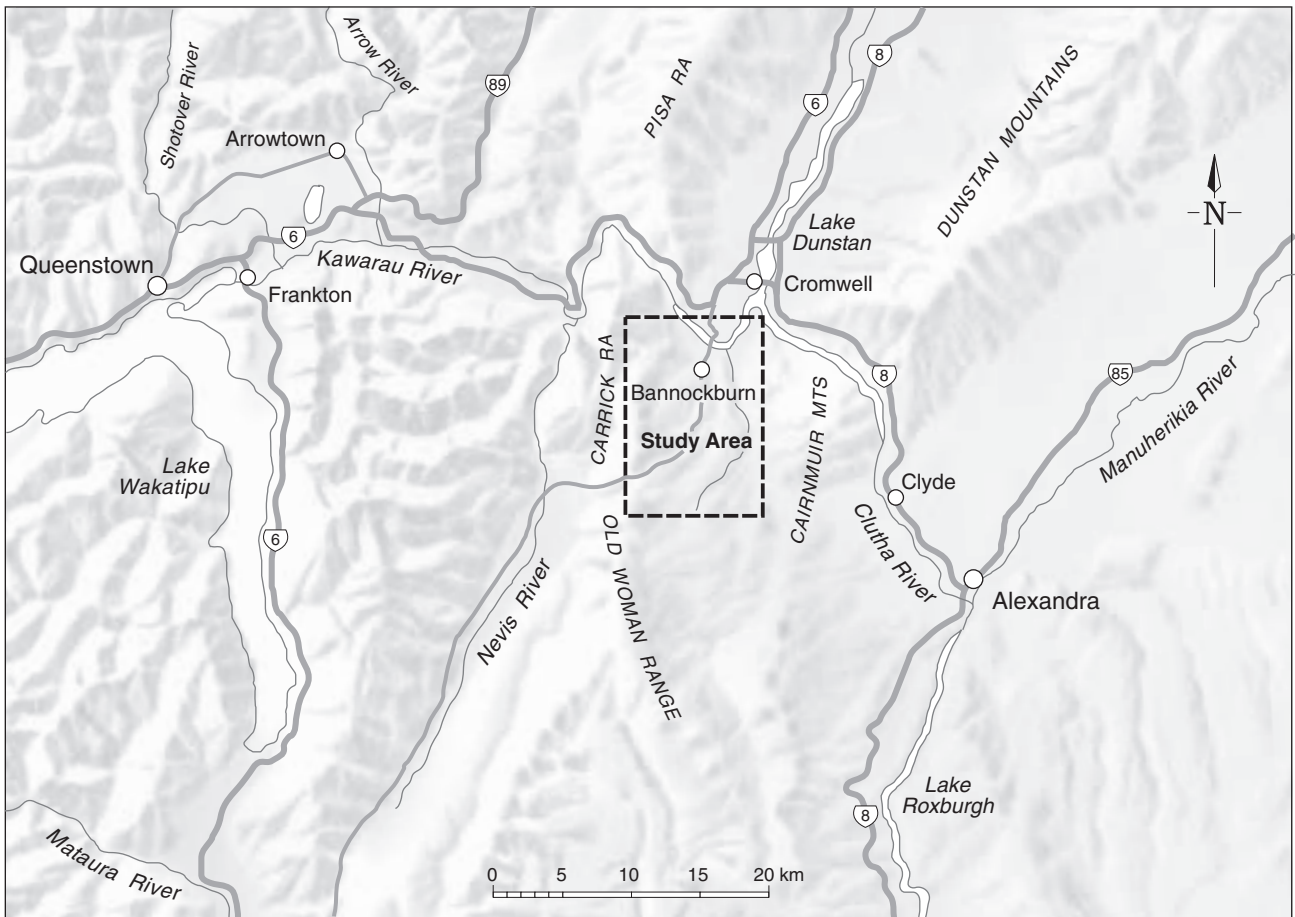 Shotover River
Arrow River
89
PISA RA
6
8
DUNSTAN MOUNTAINS
Arrowtown
N
6
Lake
Dunstan
Queenstown
Kawarau River
Frankton
Cromwell
CARRICK RA
Bannockburn
Study Area
CAIRNMUIR MTS
8
85
Manuherikia River
Lake
Wakatipu
Clyde
Clutha River
6
OLD WOMAN RANGE
Nevis River
Alexandra
Lake
Roxburgh
8
Mataura River
0 5 10 15 20 km